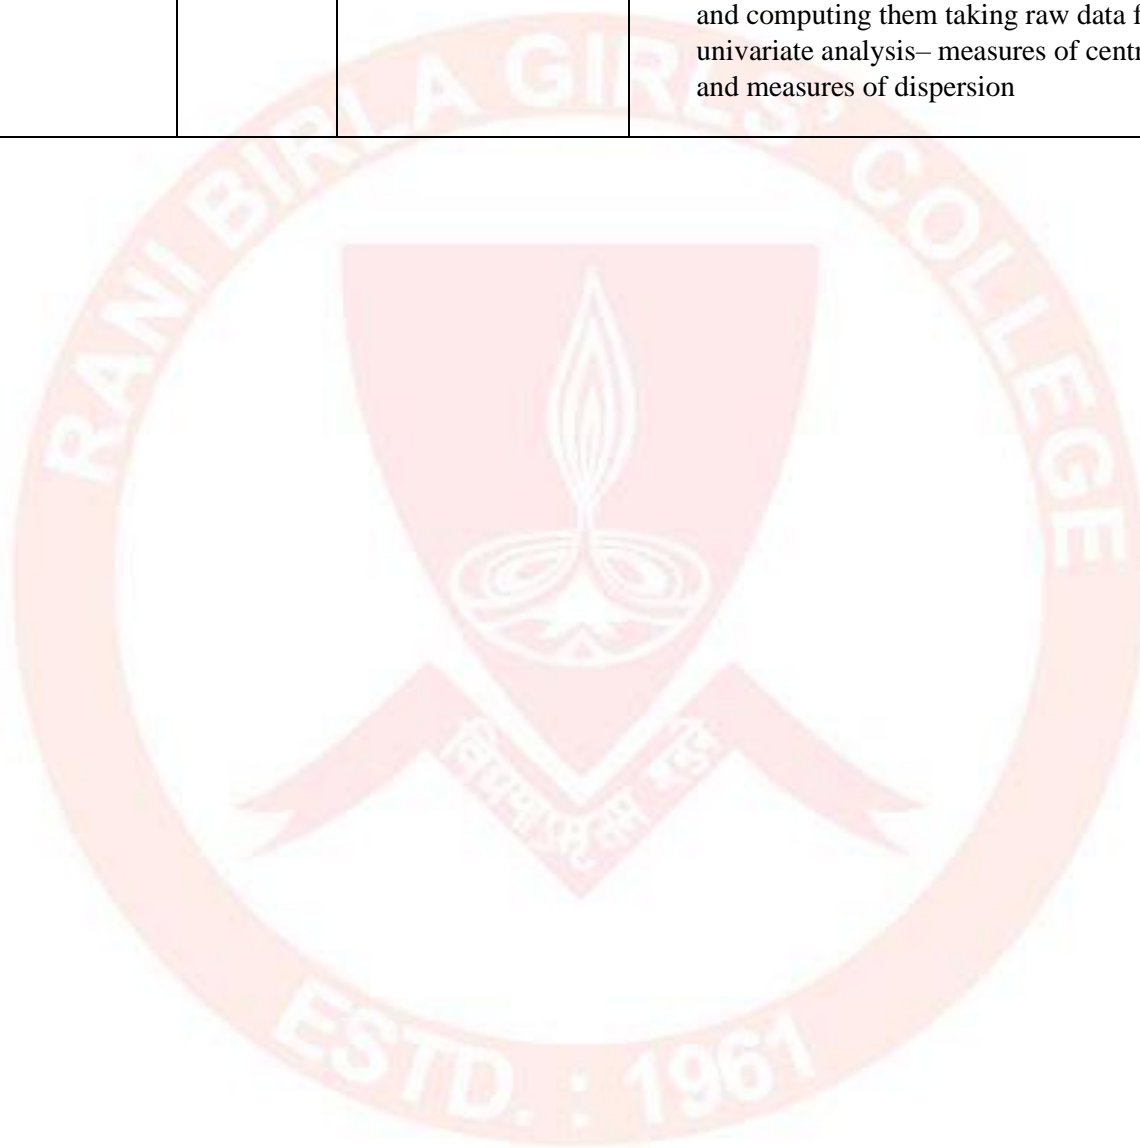 and computing them taking raw data f
univariate analysis– measures of centr
and measures of dispersion
RANI BIRLA GIRLS' COLLEGE
ESTD. : 1961